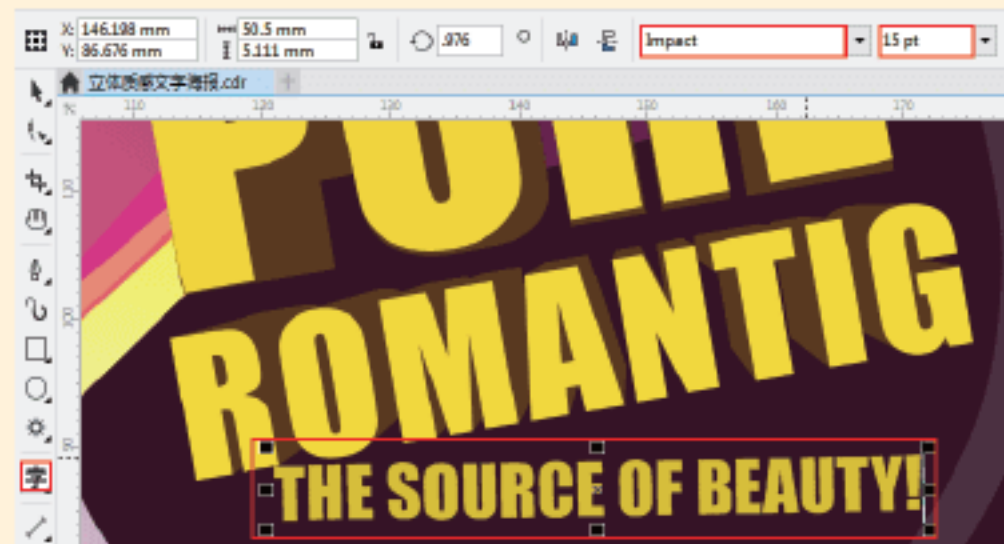 X: 146.198 mm 50.5 mm .976 ° Impact 15 pt
Y: 86.676 mm 5.111 mm
立体质感文字海报.cdr
110 120 130 140 150 160 170
ROMANTIG
THE SOURCE OF BEAUTY!
字